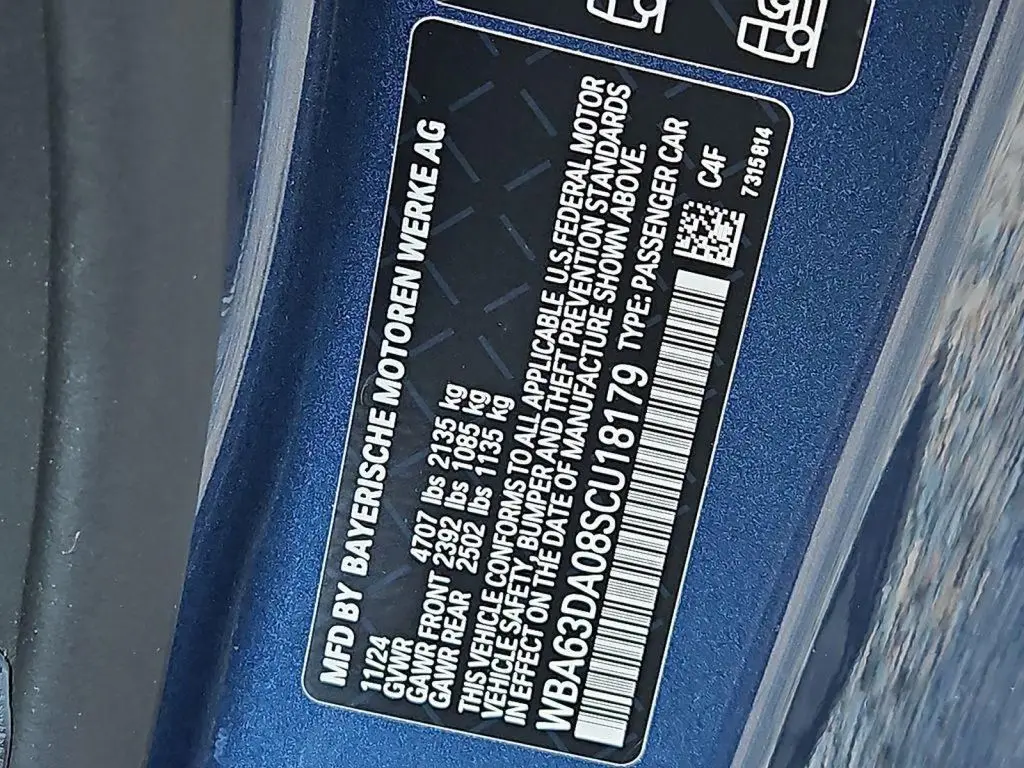 MFD BY BAYERISCHE MOTOREN WERKE AG
11/24
GVWR 4707 lbs 2135 kg
GAWR FRONT 2392 lbs 1085 kg
GAWR REAR 2502 lbs 1135 kg
THIS VEHICLE CONFORMS TO ALL APPLICABLE U.S.FEDERAL MOTOR
VEHICLE SAFETY, BUMPER AND THEFT PREVENTION STANDARDS
IN EFFECT ON THE DATE OF MANUFACTURE SHOWN ABOVE.
WBA63DA08SCU18179 TYPE: PASSENGER CAR
C4F
7315814